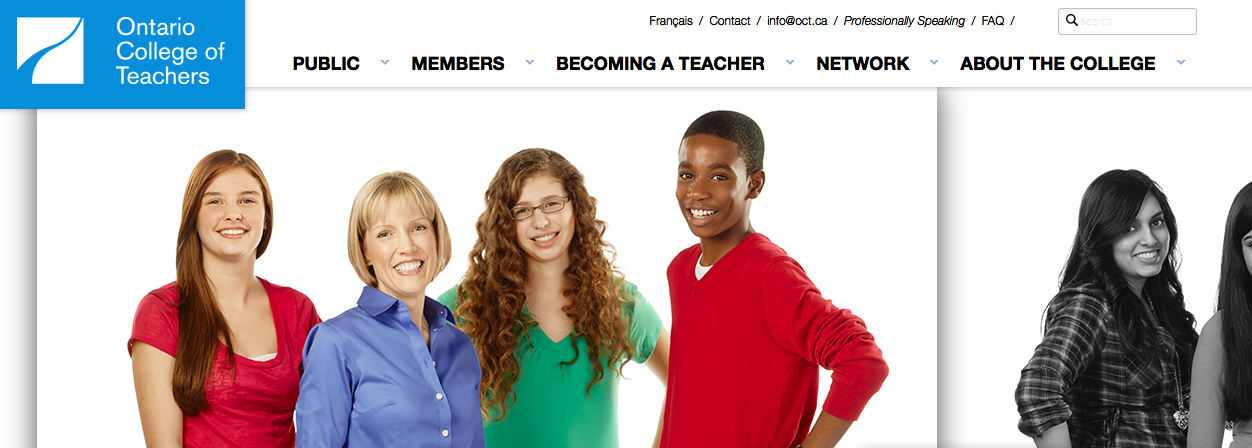 Ontario
College of
Teachers
Français / Contact / info@oct.ca / Professionally Speaking / FAQ /
search
PUBLIC MEMBERS BECOMING A TEACHER NETWORK ABOUT THE COLLEGE